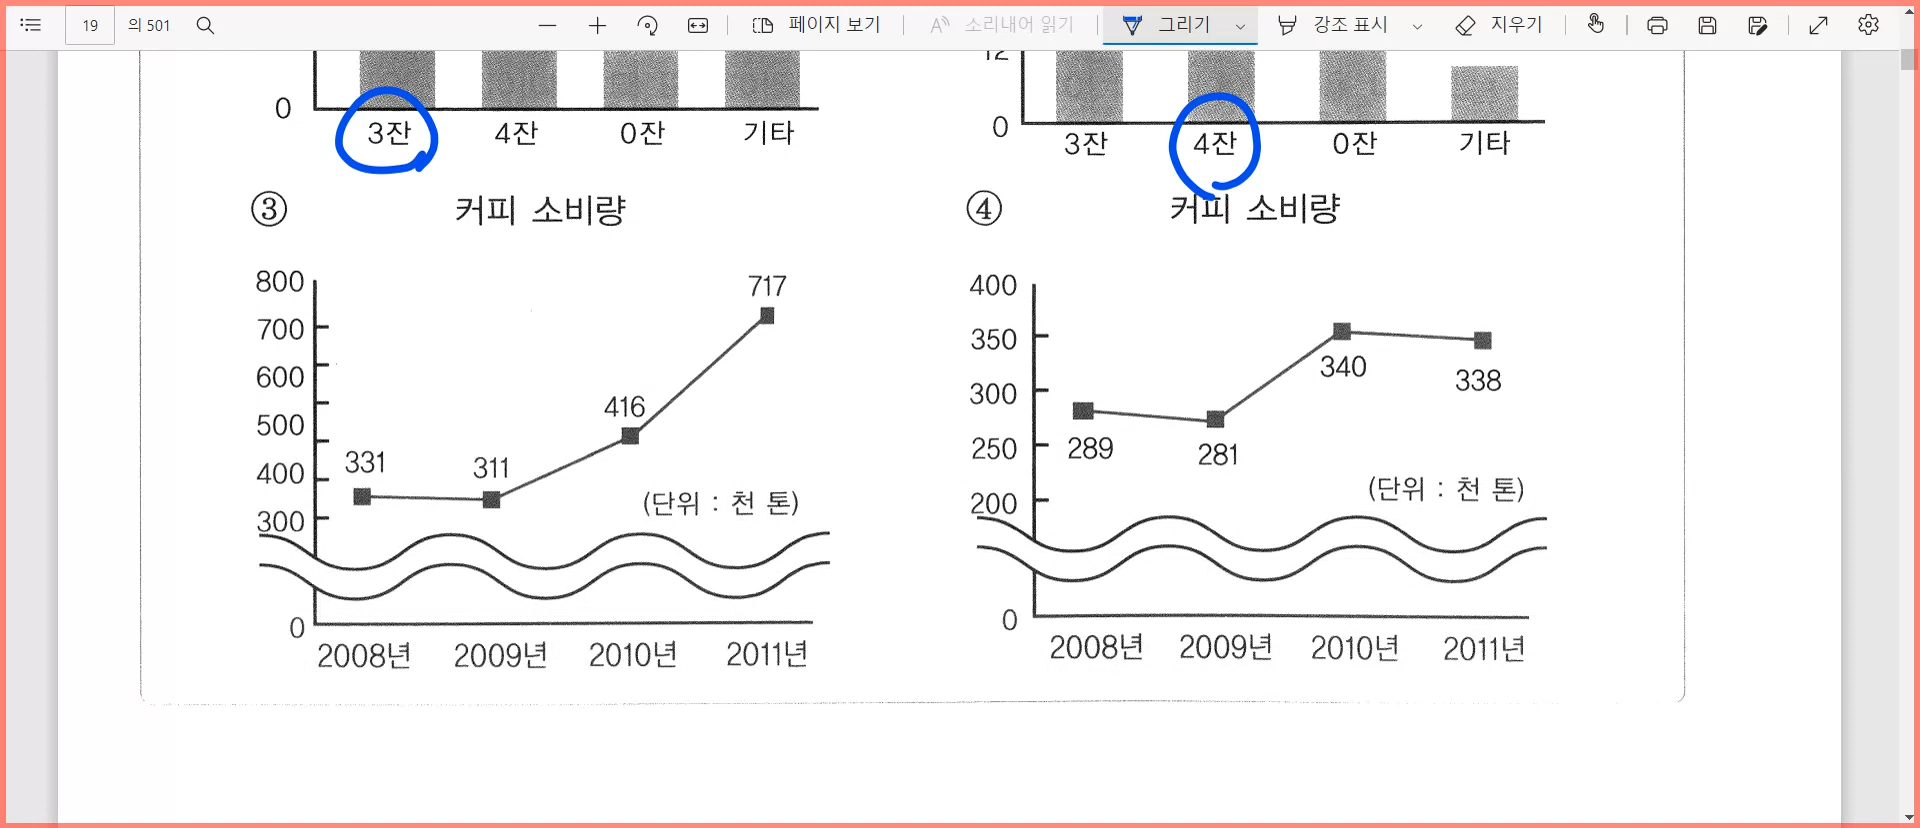 19 의 501 페이지 보기 소리내어 읽기 그리기 강조 표시 지우기
0
3잔 4잔 0잔 기타
12
0
3잔 4잔 0잔 기타
③ 커피 소비량
800
700
600
500
400
300
0
331
311
416
717
(단위 : 천 톤)
2008년 2009년 2010년 2011년
④ 커피 소비량
400
350
300
250
200
0
289
281
340
338
(단위 : 천 톤)
2008년 2009년 2010년 2011년